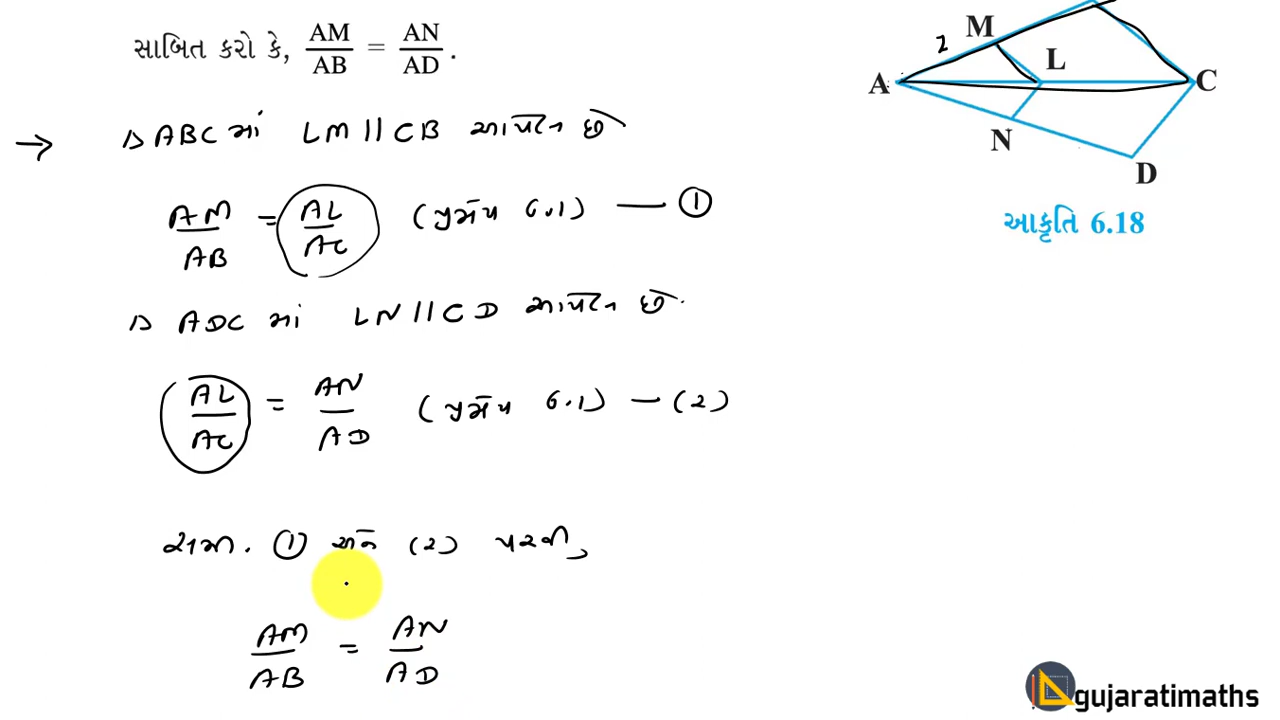 સાબિત કરો કે, AM/AB = AN/AD.
M
2
L
A
C
N
D
આકૃતિ 6.18
→ Δ ABC માં LM || CB આપેલ છે
AM/AB = AL/AC (પ્રમેય 6.1) — ①
Δ ADC માં LN || CD આપેલ છે.
AL/AC = AN/AD (પ્રમેય 6.1) — (2)
સમી. ① અને (2) પરથી,
AM/AB = AN/AD
gujaratimaths